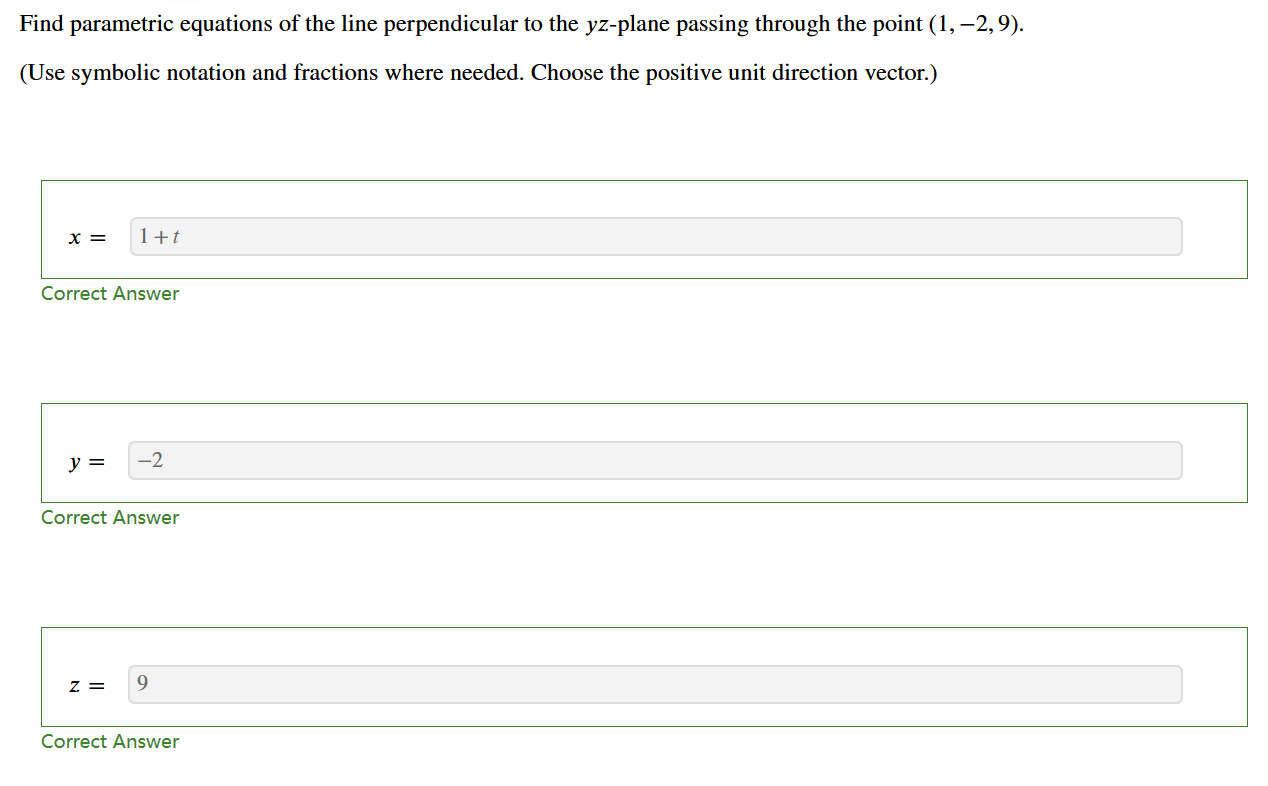 Find parametric equations of the line perpendicular to the yz-plane passing through the point (1, −2, 9).
(Use symbolic notation and fractions where needed. Choose the positive unit direction vector.)
x = 1+t
Correct Answer
y = −2
Correct Answer
z = 9
Correct Answer